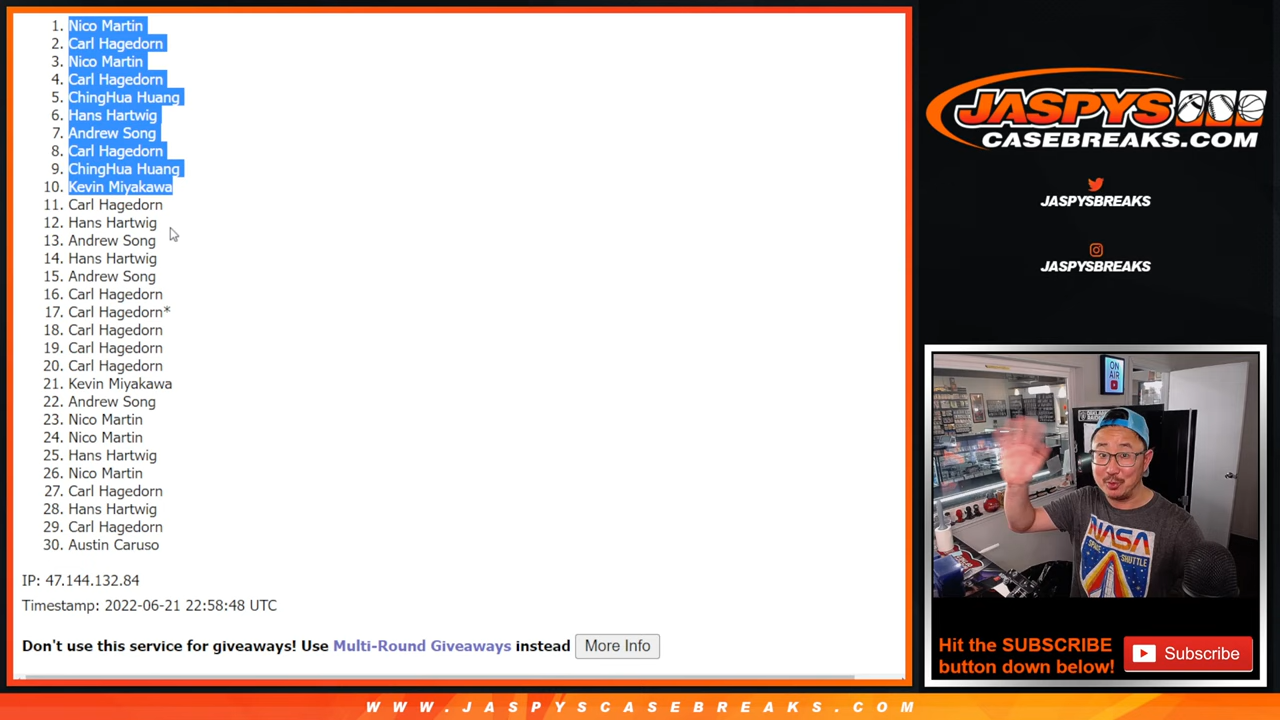 1. Nico Martin
2. Carl Hagedorn
3. Nico Martin
4. Carl Hagedorn
5. ChingHua Huang
6. Hans Hartwig
7. Andrew Song
8. Carl Hagedorn
9. ChingHua Huang
10. Kevin Miyakawa
11. Carl Hagedorn
12. Hans Hartwig
13. Andrew Song
14. Hans Hartwig
15. Andrew Song
16. Carl Hagedorn
17. Carl Hagedorn*
18. Carl Hagedorn
19. Carl Hagedorn
20. Carl Hagedorn
21. Kevin Miyakawa
22. Andrew Song
23. Nico Martin
24. Nico Martin
25. Hans Hartwig
26. Nico Martin
27. Carl Hagedorn
28. Hans Hartwig
29. Carl Hagedorn
30. Austin Caruso
IP: 47.144.132.84
Timestamp: 2022-06-21 22:58:48 UTC
Don't use this service for giveaways! Use Multi-Round Giveaways instead More Info
JASPYS
CASEBREAKS.COM
JASPYSBREAKS
JASPYSBREAKS
ON
AIR
NASA
SPACE SHUTTLE
Hit the SUBSCRIBE
button down below!
Subscribe
WWW.JASPYSCASEBREAKS.COM